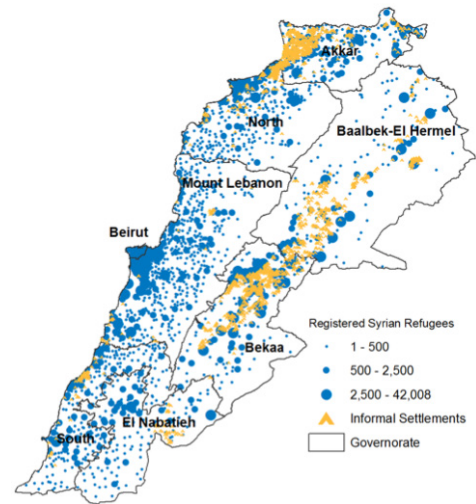 Akkar
North
Baalbek-El Hermel
Mount Lebanon
Beirut
Registered Syrian Refugees
1 - 500
500 - 2,500
2,500 - 42,008
Informal Settlements
Governorate
Bekaa
El Nabatieh
South